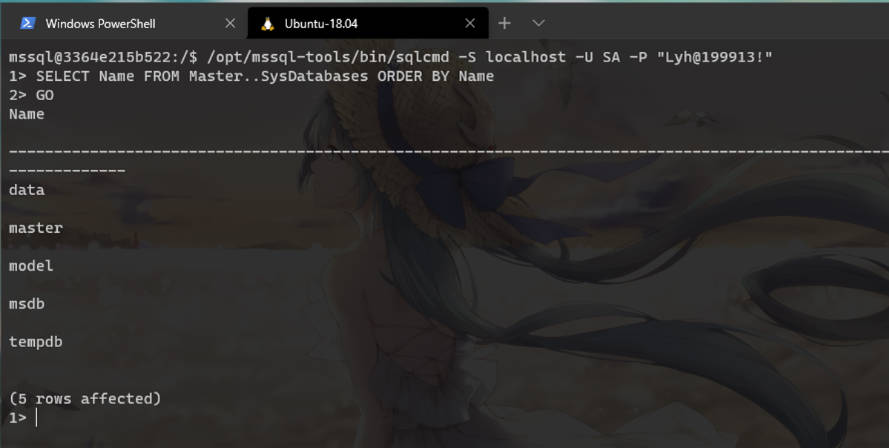 Windows PowerShell
Ubuntu-18.04
mssql@3364e215b522:/$ /opt/mssql-tools/bin/sqlcmd -S localhost -U SA -P "Lyh@199913!"
1> SELECT Name FROM Master..SysDatabases ORDER BY Name
2> GO
Name
--------------------------------------------------------------------------------------------------
-------------
data
master
model
msdb
tempdb
(5 rows affected)
1>